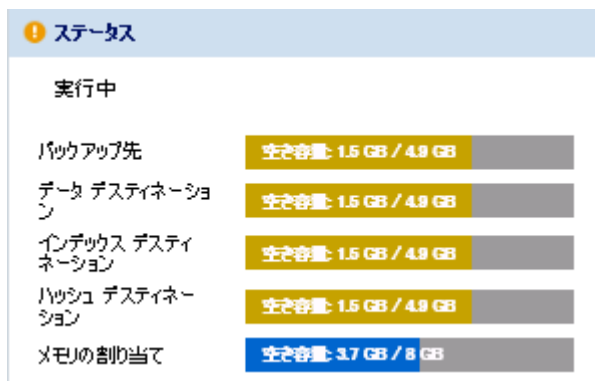 ステータス
実行中
バックアップ先
空き容量: 1.5 GB / 4.9 GB
データ デスティネーショ
ン
空き容量: 1.5 GB / 4.9 GB
インデックス デスティ
ネーション
空き容量: 1.5 GB / 4.9 GB
ハッシュ デスティネー
ション
空き容量: 1.5 GB / 4.9 GB
メモリの割り当て
空き容量: 3.7 GB / 8 GB